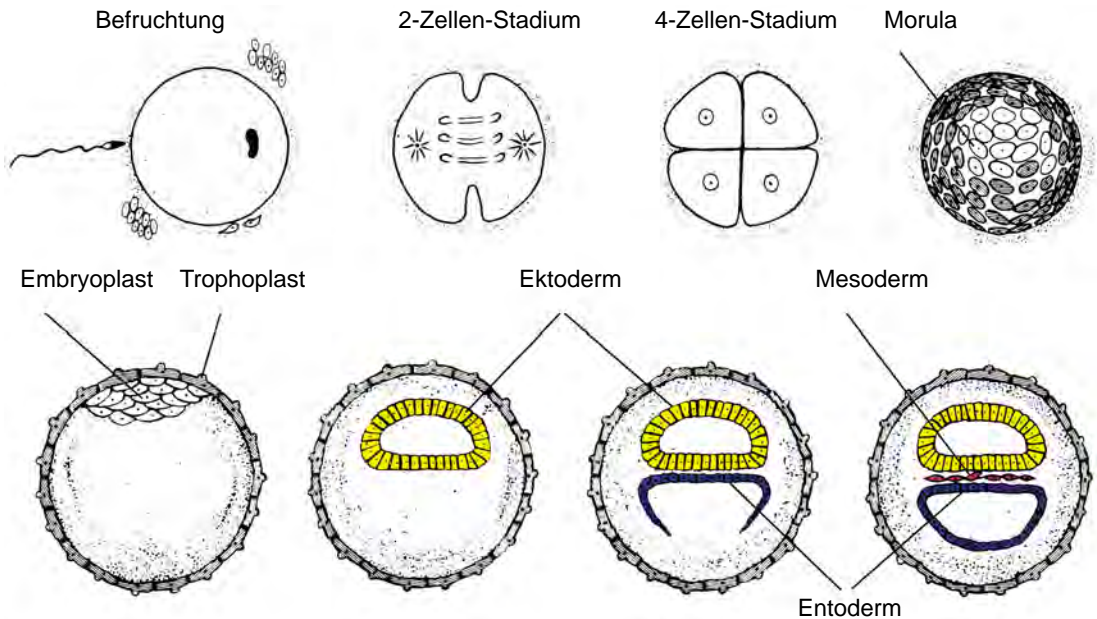 Befruchtung
2-Zellen-Stadium
4-Zellen-Stadium
Morula
Embryoplast
Trophoplast
Ektoderm
Mesoderm
Entoderm